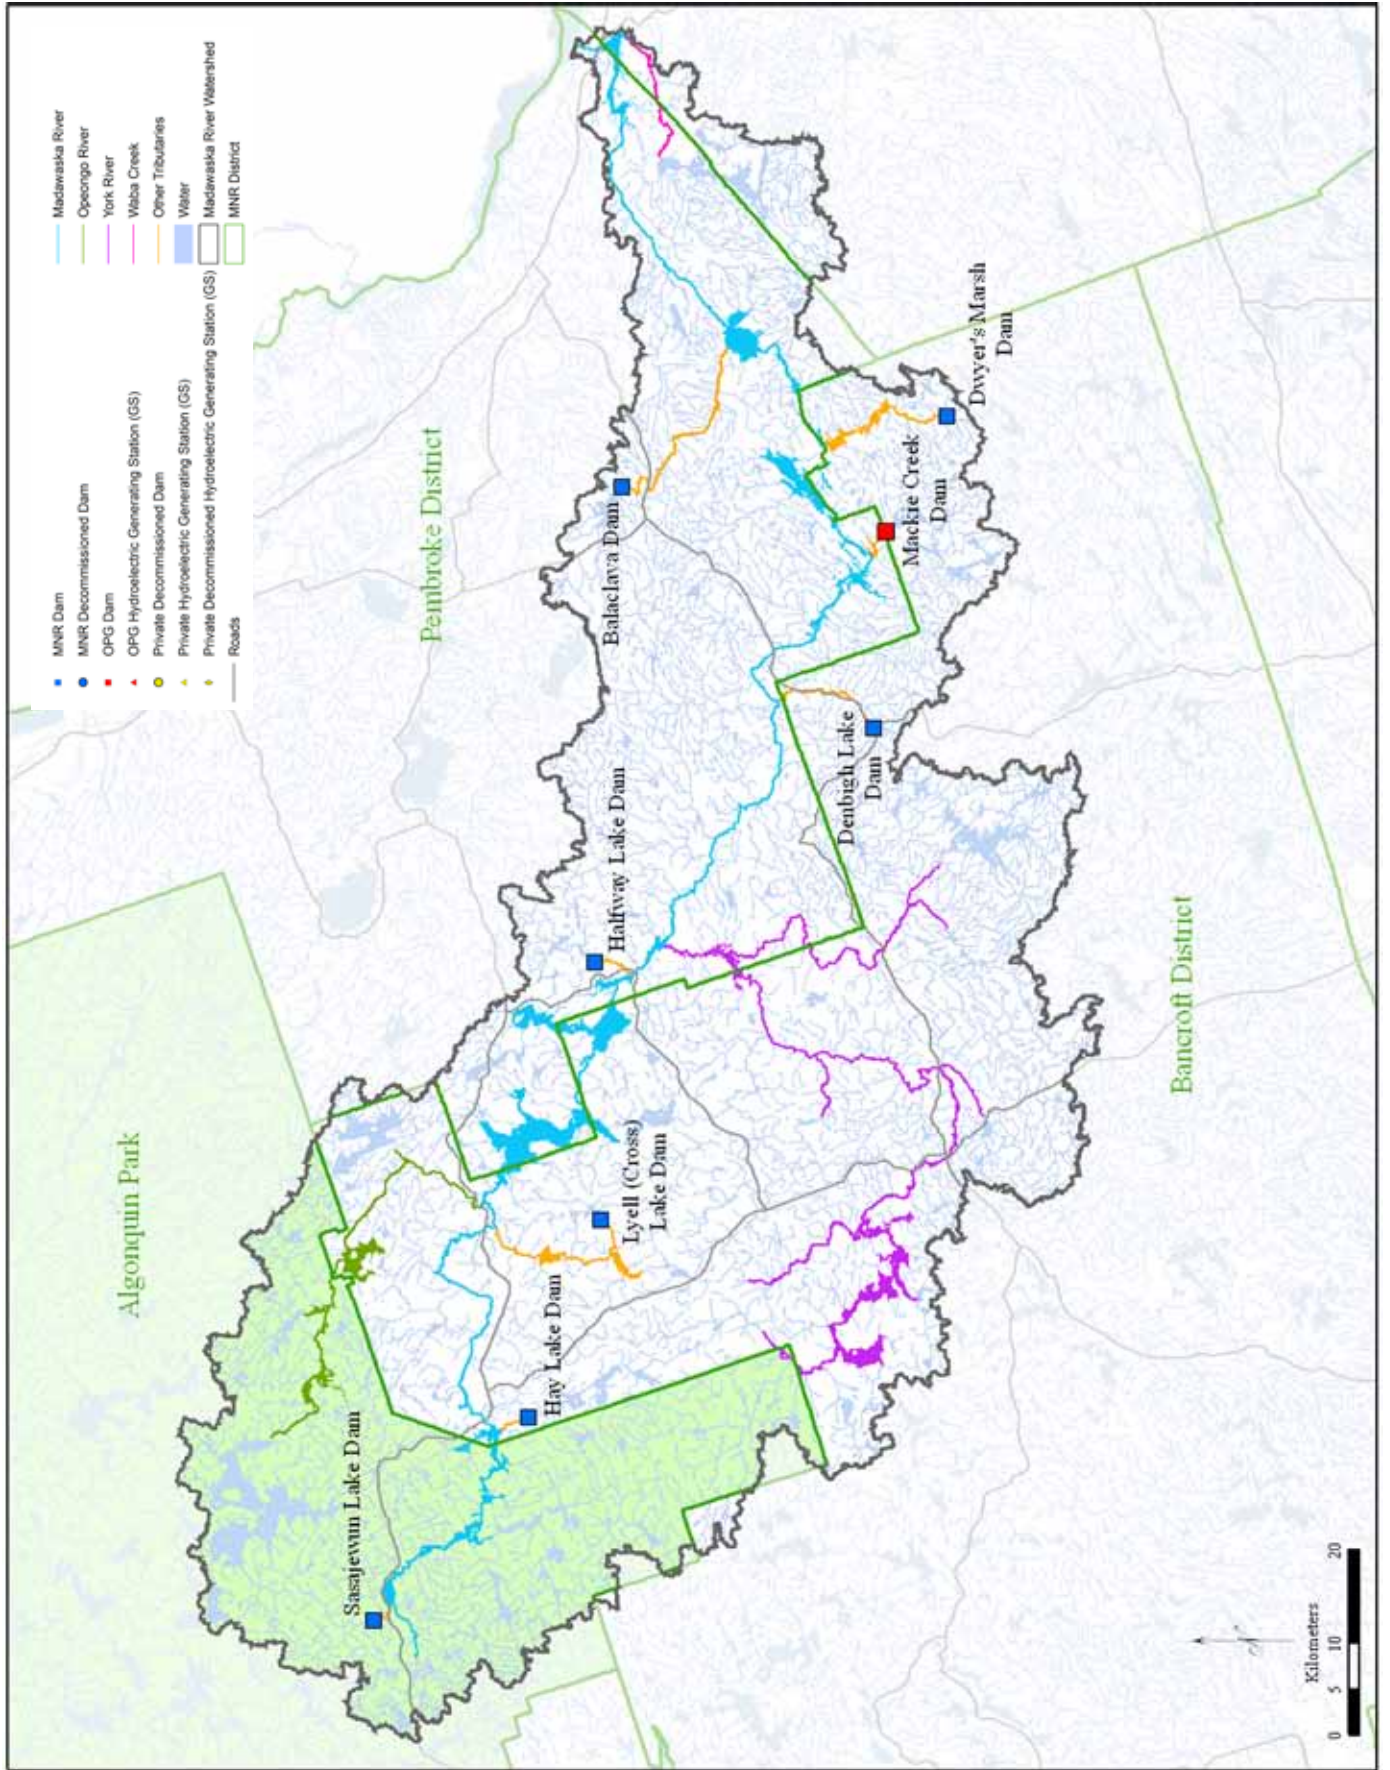 MNR Dam
MNR Decommissioned Dam
OPG Dam
OPG Hydroelectric Generating Station (GS)
Private Decommissioned Dam
Private Hydroelectric Generating Station (GS)
Private Decommissioned Hydroelectric Generating Station (GS)
Roads
Madawaska River
Opeongo River
York River
Waba Creek
Other Tributaries
Water
Madawaska River Watershed
MNR District
Algonquin Park
Pembroke District
Sasajewun Lake Dam
Hay Lake Dam
Lyell (Cross)
Lake Dam
Halfway Lake Dam
Balaclava Dam
Denbigh Lake
Dam
Mackie Creek
Dam
Dwyer's Marsh
Dam
Bancroft District
N
Kilometers
0 5 10 20